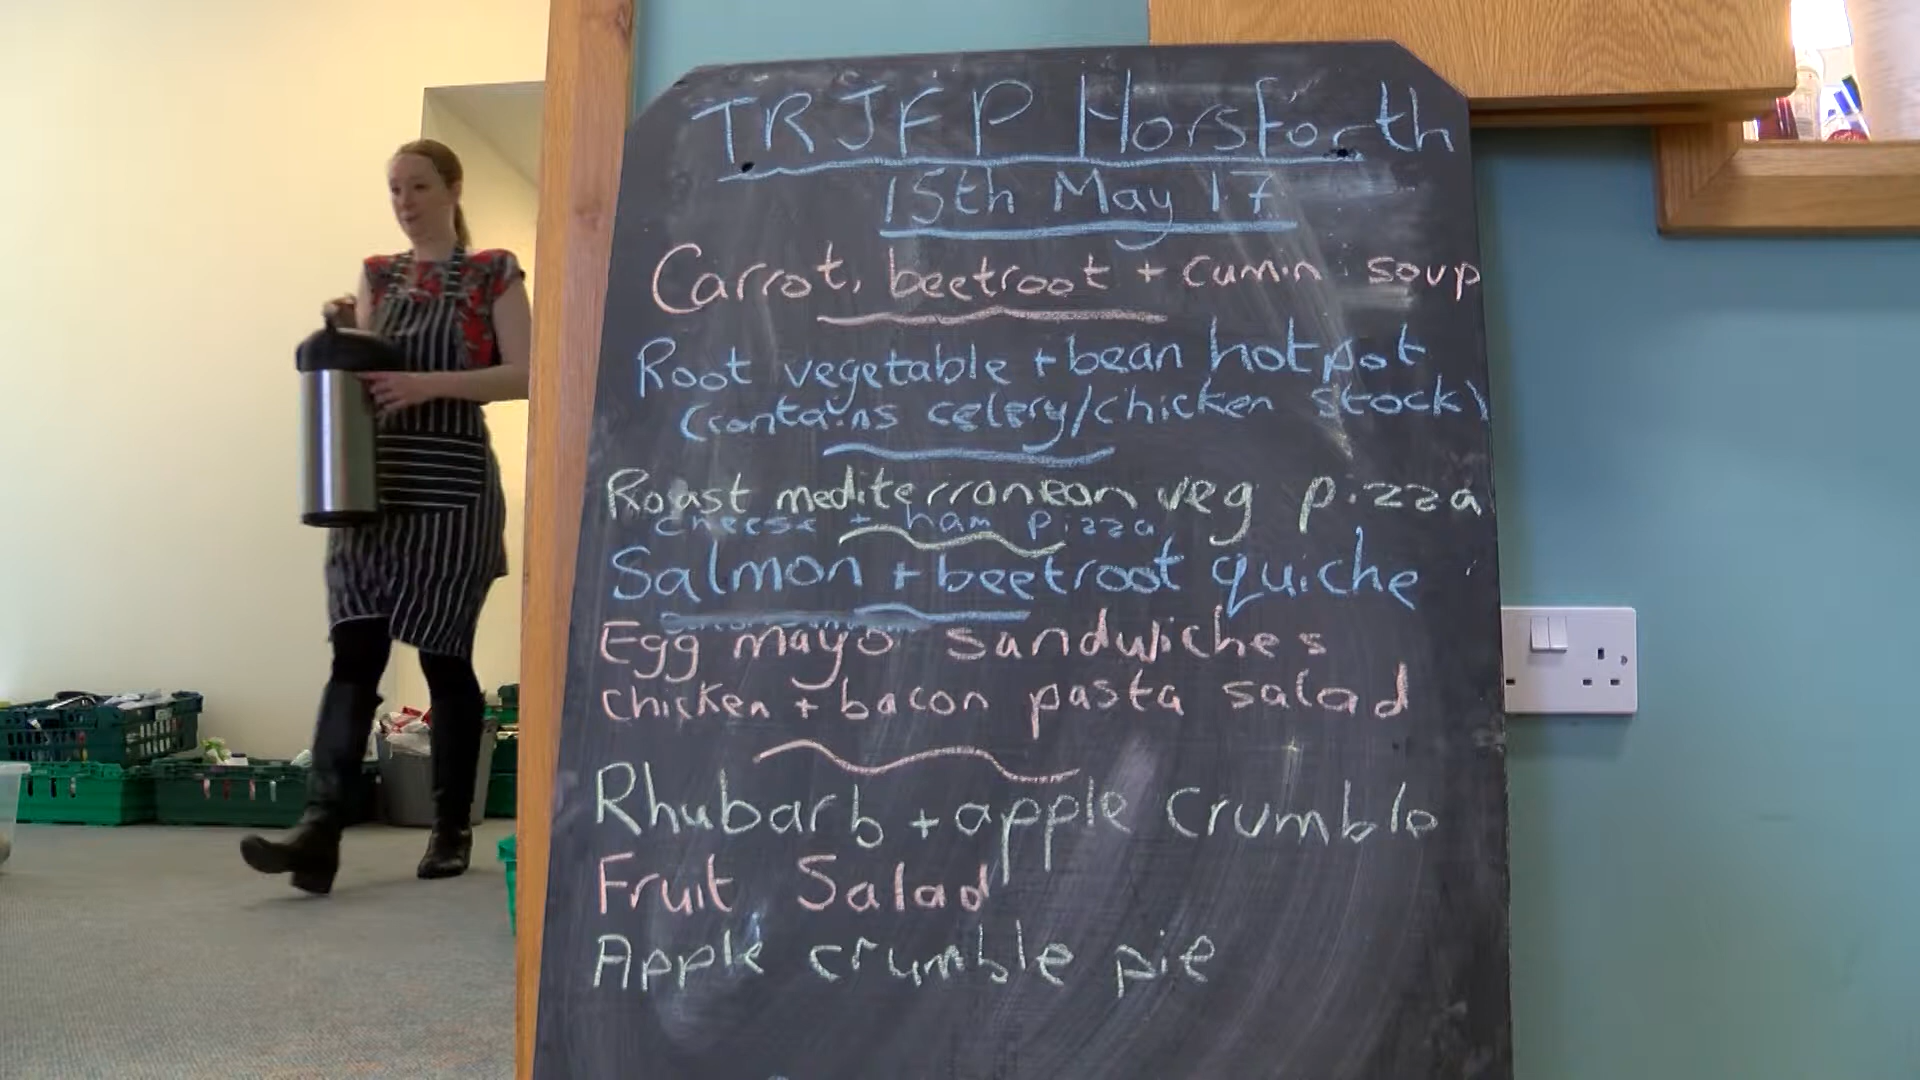 TRJFP Horsforth
15th May 17
Carrot, beetroot + cumin soup
Root vegetable + bean hotpot
(contains celery/chicken stock)
Roast mediterranean veg pizza
cheese + ham pizza
Salmon + beetroot quiche
Egg mayo sandwiches
Chicken + bacon pasta salad
Rhubarb + apple crumble
Fruit Salad
Apple crumble pie